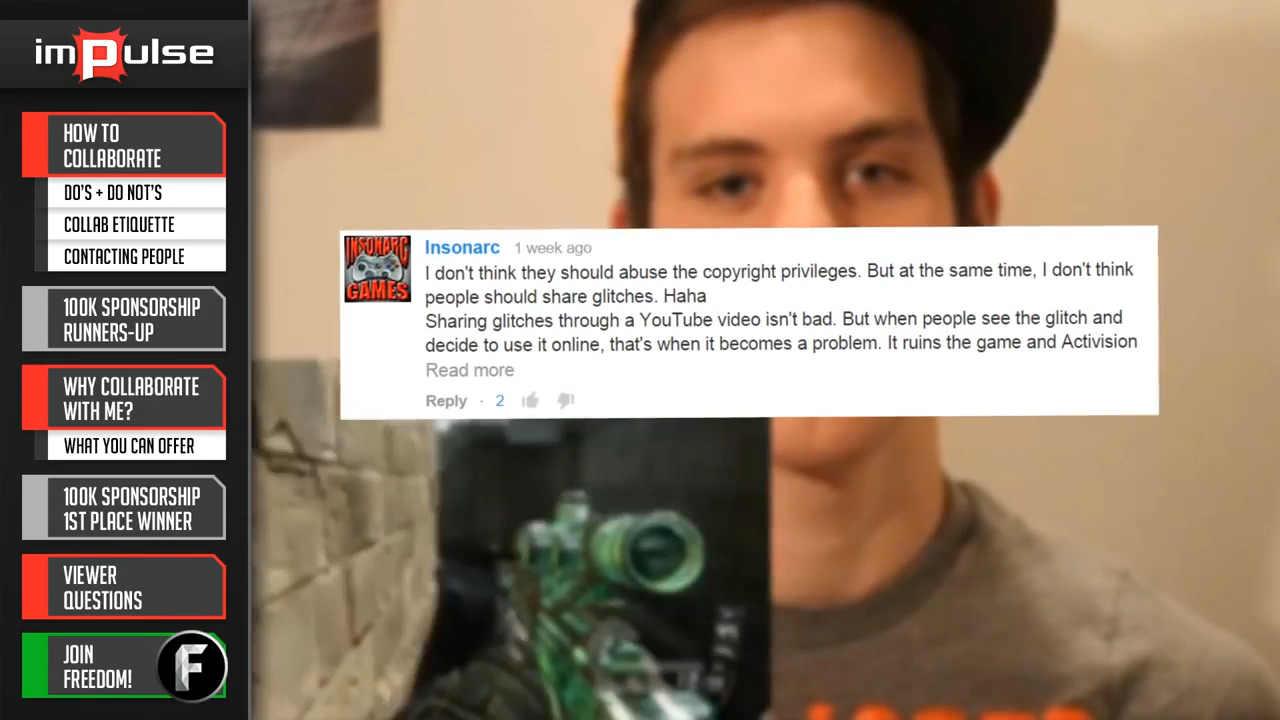 imPulse
HOW TO
COLLABORATE
DO'S + DO NOT'S
COLLAB ETIQUETTE
CONTACTING PEOPLE
100K SPONSORSHIP
RUNNERS-UP
WHY COLLABORATE
WITH ME?
WHAT YOU CAN OFFER
100K SPONSORSHIP
1ST PLACE WINNER
VIEWER
QUESTIONS
JOIN
FREEDOM!
F
INSONARC
GAMES
Insonarc 1 week ago
I don't think they should abuse the copyright privileges. But at the same time, I don't think
people should share glitches. Haha
Sharing glitches through a YouTube video isn't bad. But when people see the glitch and
decide to use it online, that's when it becomes a problem. It ruins the game and Activision
Read more
Reply · 2